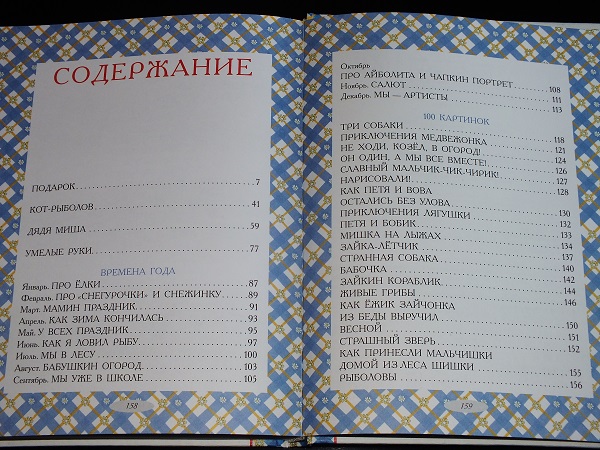 СОДЕРЖАНИЕ
ПОДАРОК 7
КОТ-РЫБОЛОВ 41
ДЯДЯ МИША 59
УМЕЛЫЕ РУКИ 77
ВРЕМЕНА ГОДА
Январь. ПРО ЁЛКИ 87
Февраль. ПРО «СНЕГУРОЧКИ» И СНЕЖИНКУ 89
Март. МАМИН ПРАЗДНИК 91
Апрель. КАК ЗИМА КОНЧИЛАСЬ 93
Май. У ВСЕХ ПРАЗДНИК 95
Июнь. КАК Я ЛОВИЛ РЫБУ 97
Июль. МЫ В ЛЕСУ 100
Август. БАБУШКИН ОГОРОД 103
Сентябрь. МЫ УЖЕ В ШКОЛЕ 105
158
Октябрь
ПРО АЙБОЛИТА И ЧАПКИН ПОРТРЕТ 108
Ноябрь. САЛЮТ 111
Декабрь. МЫ — АРТИСТЫ 113
100 КАРТИНОК
ТРИ СОБАКИ 118
ПРИКЛЮЧЕНИЯ МЕДВЕЖОНКА 121
НЕ ХОДИ, КОЗЁЛ, В ОГОРОД! 124
ОН ОДИН, А МЫ ВСЕ ВМЕСТЕ! 126
СЛАВНЫЙ МАЛЬЧИК-ЧИК-ЧИРИК! 127
НАРИСОВАЛИ! 128
КАК ПЕТЯ И ВОВА
ОСТАЛИСЬ БЕЗ УЛОВА 130
ПРИКЛЮЧЕНИЯ ЛЯГУШКИ 132
ПЕТЯ И БОБИК 133
МИШКА НА ЛЫЖАХ 134
ЗАЙКА-ЛЁТЧИК 137
СТРАННАЯ СОБАКА 140
БАБОЧКА 142
ЗАЙКИН КОРАБЛИК 144
ЖИВЫЕ ГРИБЫ 146
КАК ЁЖИК ЗАЙЧОНКА
ИЗ БЕДЫ ВЫРУЧИЛ 150
ВЕСНОЙ 151
СТРАШНЫЙ ЗВЕРЬ 152
КАК ПРИНЕСЛИ МАЛЬЧИШКИ
ДОМОЙ ИЗ ЛЕСА ШИШКИ 155
РЫБОЛОВЫ 156
159